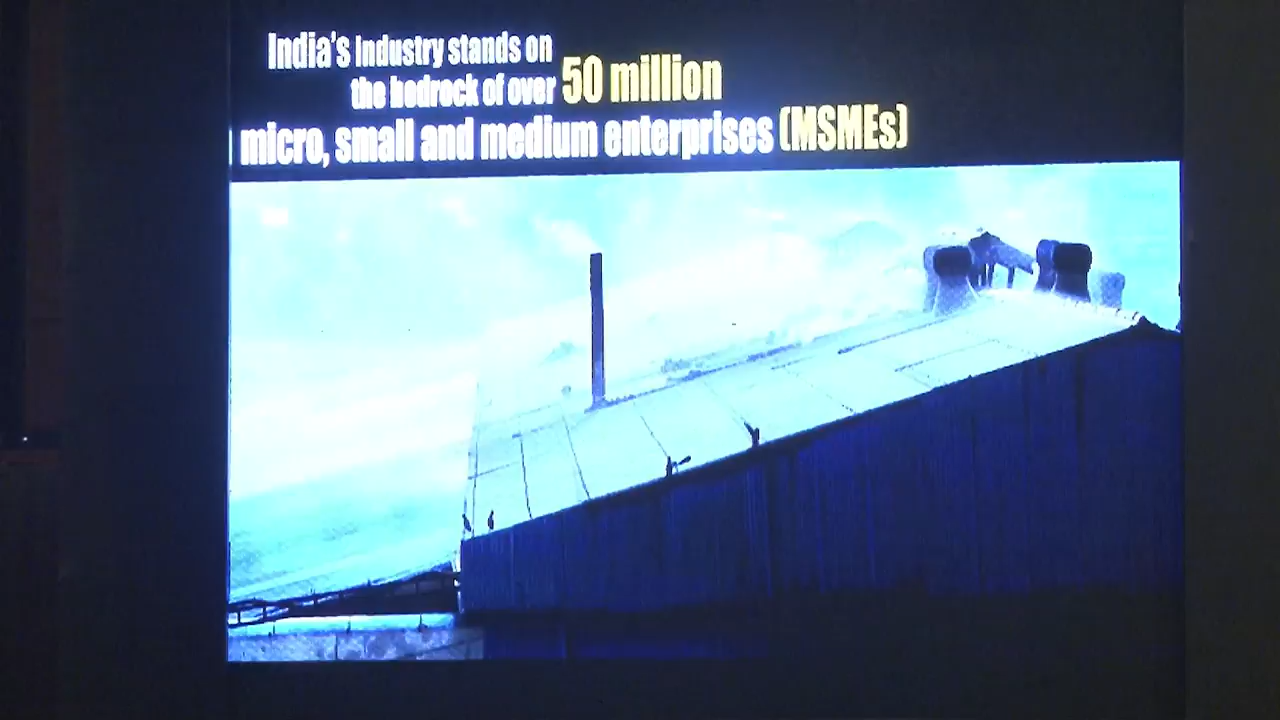 India's Industry stands on
the bedrock of over 50 million
micro, small and medium enterprises (MSMEs)